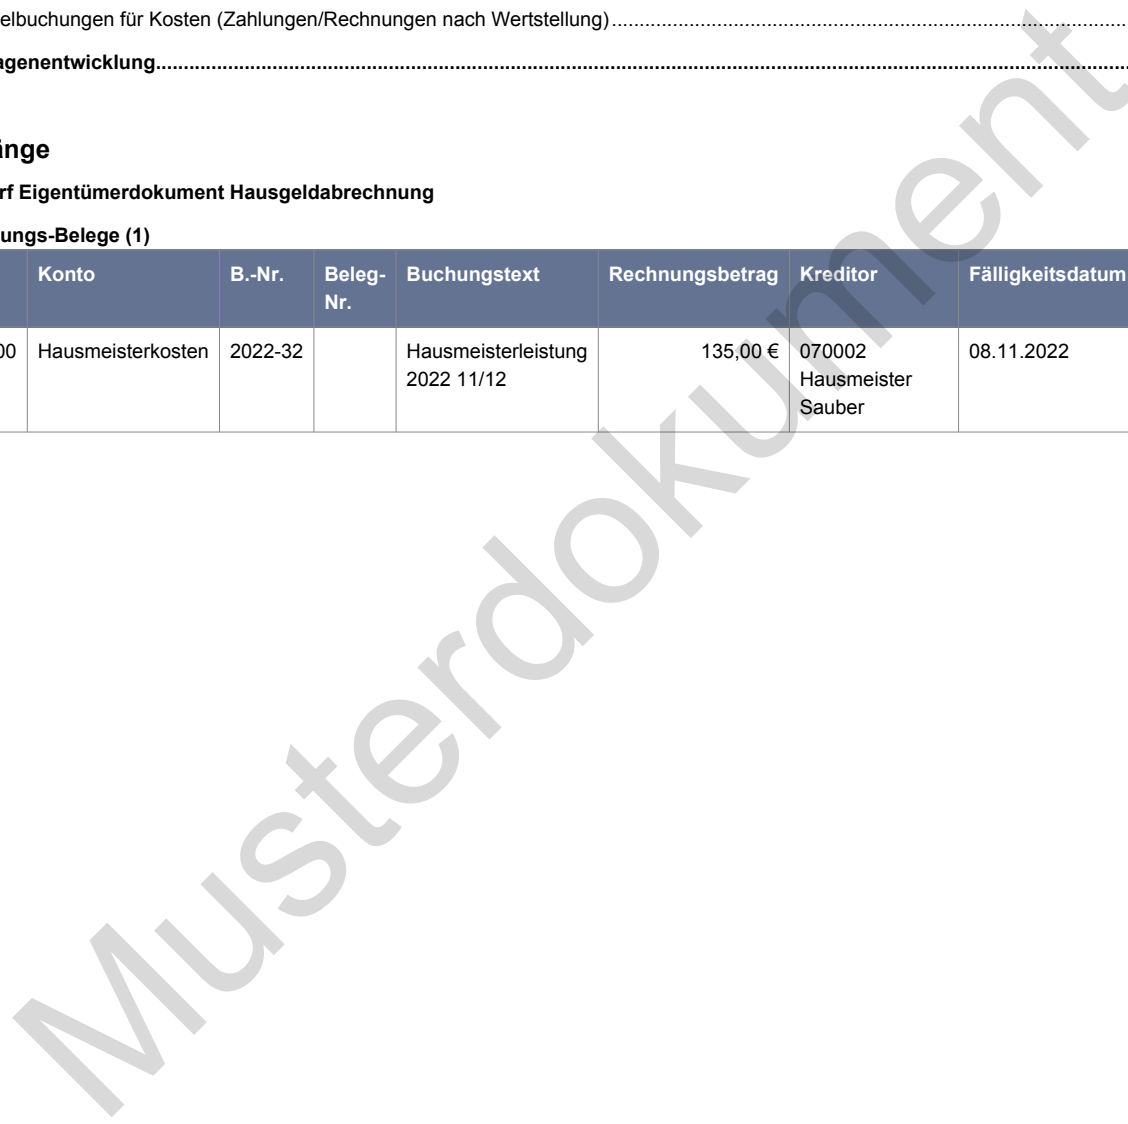 elbuchungen für Kosten (Zahlungen/Rechnungen nach Wertstellung)
agenentwicklung
inge
rf Eigentümerdokument Hausgeldabrechnung
ungs-Belege (1)
Konto B.-Nr. Beleg- Buchungstext Rechnungsbetrag Kreditor Fälligkeitsdatum
Nr.
00 Hausmeisterkosten 2022-32 Hausmeisterleistung 135,00 € 070002 08.11.2022
2022 11/12 Hausmeister
Sauber
Musterdokument